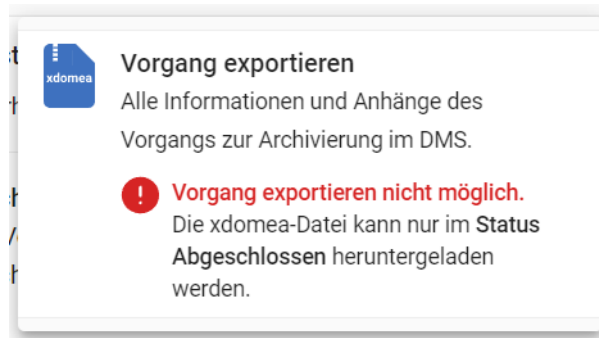 xdomea
Vorgang exportieren
Alle Informationen und Anhänge des
Vorgangs zur Archivierung im DMS.
!
Vorgang exportieren nicht möglich.
Die xdomea-Datei kann nur im Status
Abgeschlossen heruntergeladen
werden.